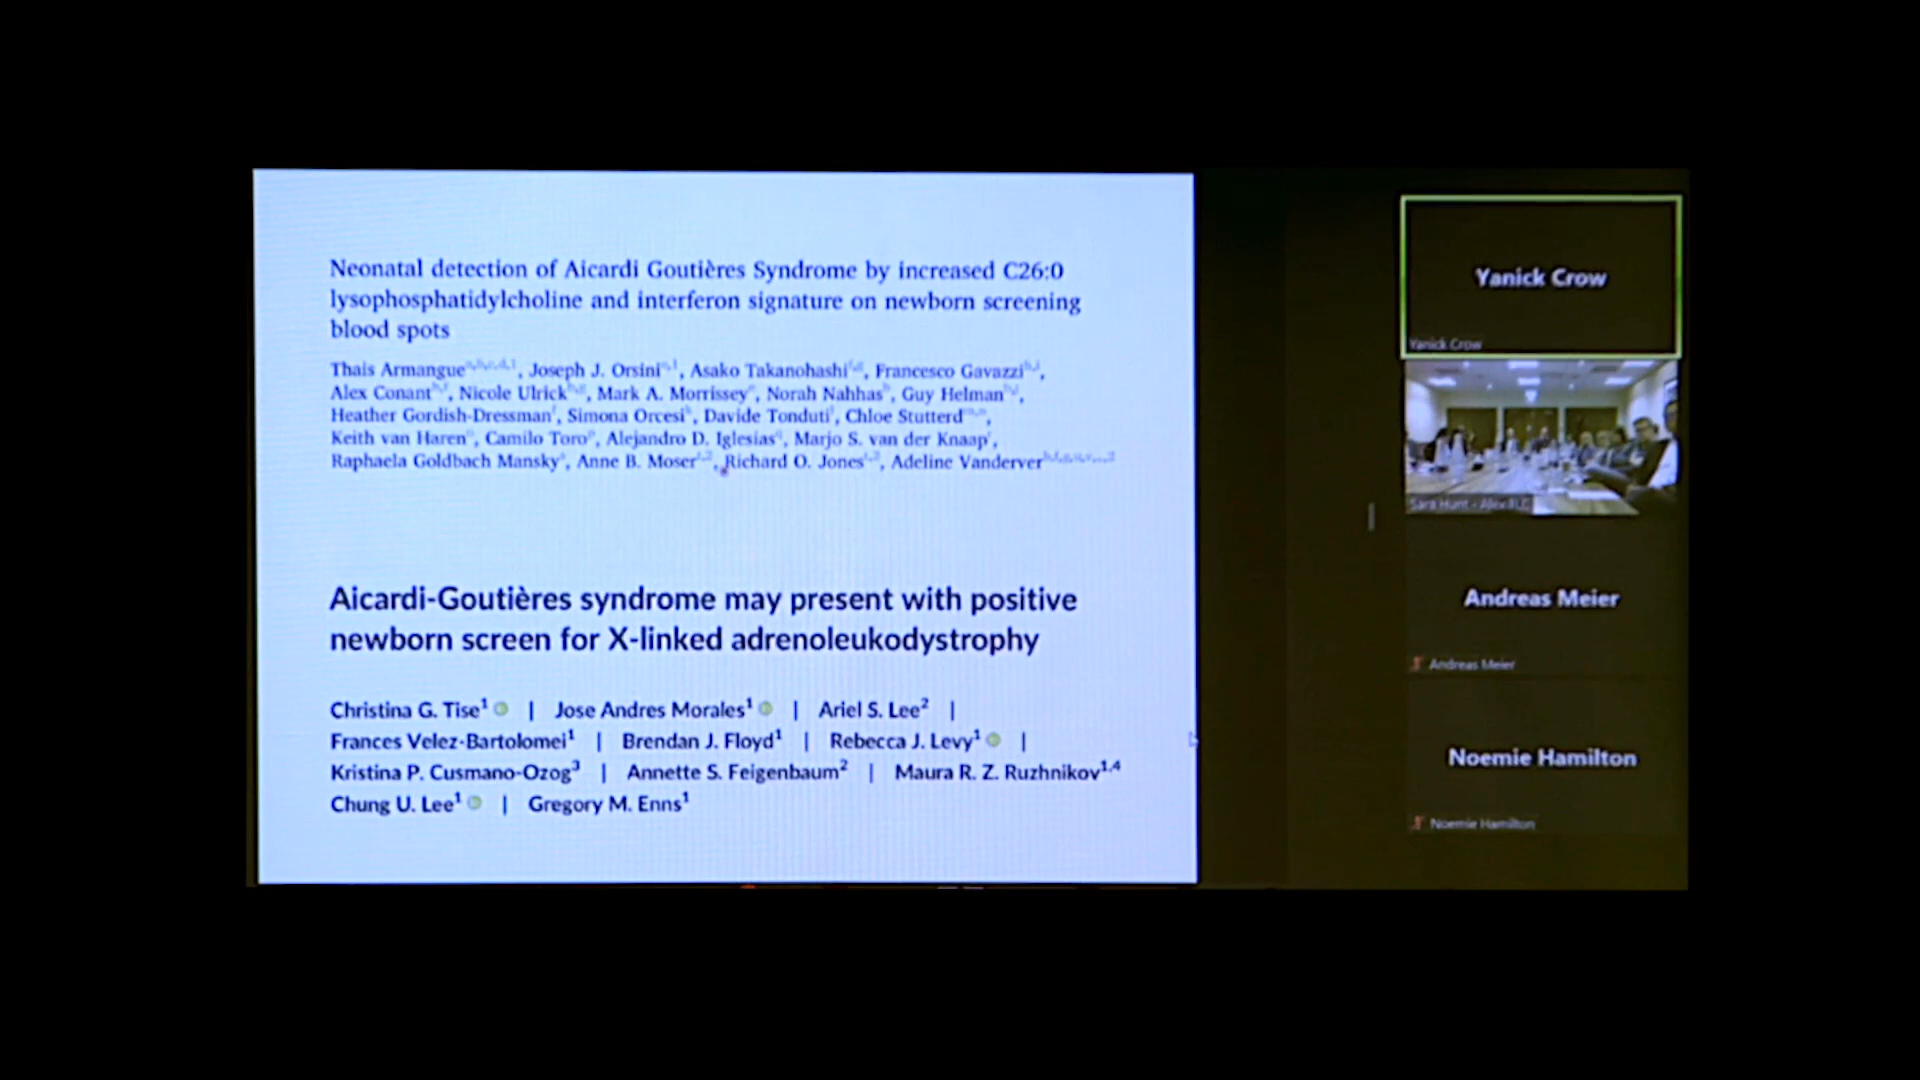 Neonatal detection of Aicardi Goutières Syndrome by increased C26:0
lysophosphatidylcholine and interferon signature on newborn screening
blood spots
Thais Armangue, Joseph J. Orsini, Asako Takanohashi, Francesco Gavazzi,
Alex Conant, Nicole Ulrick, Mark A. Morrissey, Norah Nahhas, Guy Helman,
Heather Gordish-Dressman, Simona Orcesi, Davide Tonduti, Chloe Stutterd,
Keith van Haren, Camilo Toro, Alejandro D. Iglesias, Marjo S. van der Knaap,
Raphaela Goldbach Mansky, Anne B. Moser, Richard O. Jones, Adeline Vanderver
Aicardi-Goutières syndrome may present with positive
newborn screen for X-linked adrenoleukodystrophy
Christina G. Tise¹ | Jose Andres Morales¹ | Ariel S. Lee² |
Frances Velez-Bartolomei¹ | Brendan J. Floyd¹ | Rebecca J. Levy¹ |
Kristina P. Cusmano-Ozog³ | Annette S. Feigenbaum² | Maura R. Z. Ruzhnikov¹,⁴
Chung U. Lee¹ | Gregory M. Enns¹
Yanick Crow
Yanick Crow
Sara Hunt - Alex
Andreas Meier
Andreas Meier
Noemie Hamilton
Noemie Hamilton